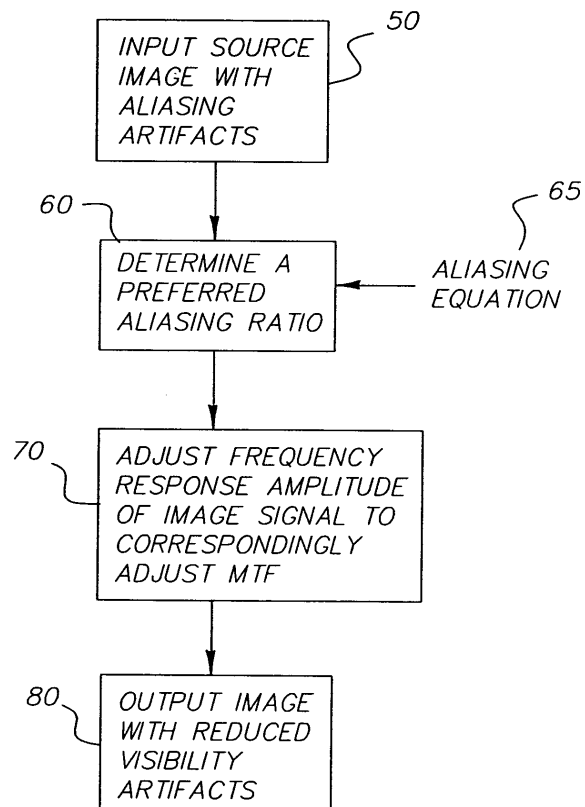 50
INPUT SOURCE
IMAGE WITH
ALIASING
ARTIFACTS
60
65
DETERMINE A
PREFERRED
ALIASING RATIO
ALIASING
EQUATION
70
ADJUST FREQUENCY
RESPONSE AMPLITUDE
OF IMAGE SIGNAL TO
CORRESPONDINGLY
ADJUST MTF
80
OUTPUT IMAGE
WITH REDUCED
VISIBILITY
ARTIFACTS